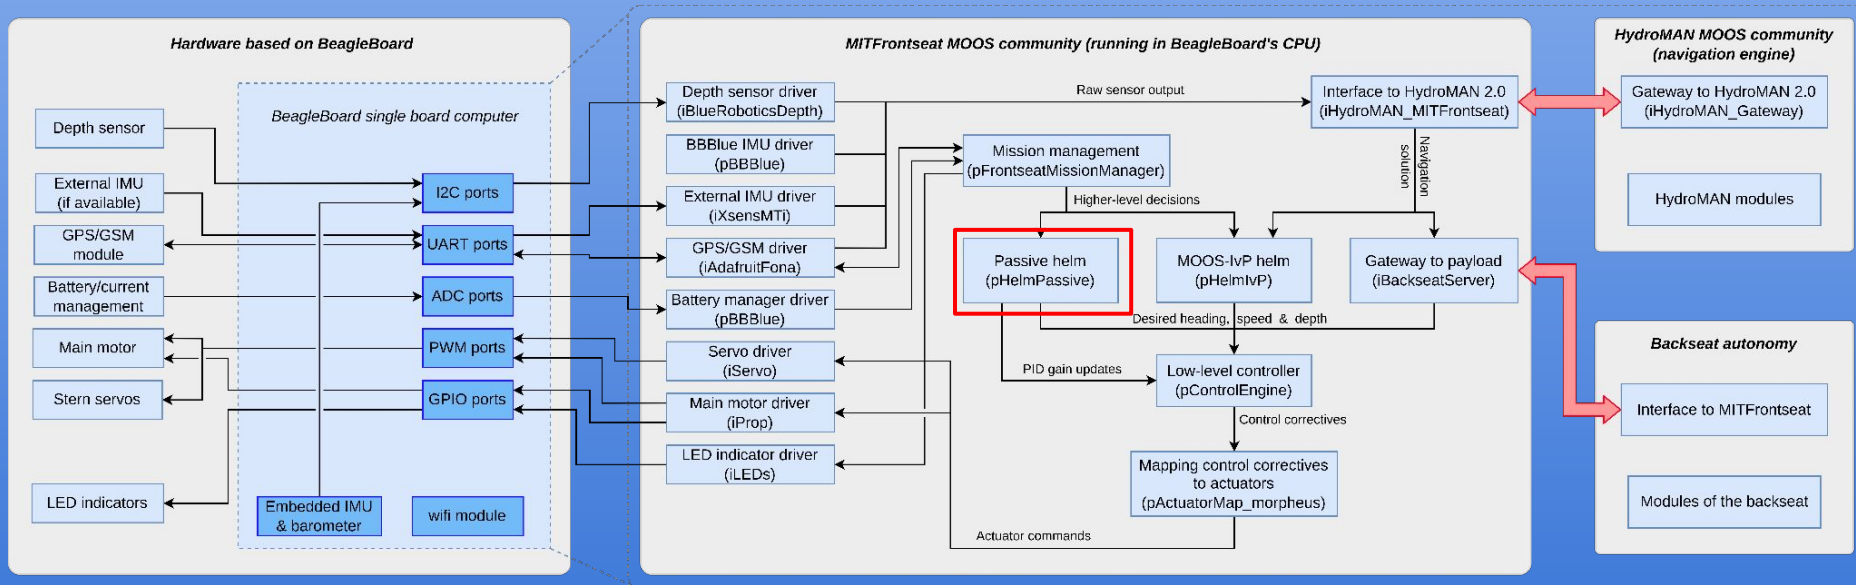 Hardware based on BeagleBoard
BeagleBoard single board computer
Depth sensor
External IMU
(if available)
GPS/GSM
module
Battery/current
management
Main motor
Stern servos
LED indicators
I2C ports
UART ports
ADC ports
PWM ports
GPIO ports
Embedded IMU
& barometer
wifi module
MITFrontseat MOOS community (running in BeagleBoard's CPU)
Depth sensor driver
(iBlueRoboticsDepth)
BBBlue IMU driver
(pBBBlue)
External IMU driver
(iXsensMTi)
GPS/GSM driver
(iAdafruitFona)
Battery manager driver
(pBBBlue)
Servo driver
(iServo)
Main motor driver
(iProp)
LED indicator driver
(iLEDs)
Raw sensor output
Mission management
(pFrontseatMissionManager)
Higher-level decisions
Interface to HydroMAN 2.0
(iHydroMAN_MITFrontseat)
Navigation
solution
Passive helm
(pHelmPassive)
MOOS-IvP helm
(pHelmIvP)
Gateway to payload
(iBackseatServer)
Desired heading, speed & depth
PID gain updates
Low-level controller
(pControlEngine)
Control correctives
Mapping control correctives
to actuators
(pActuatorMap_morpheus)
Actuator commands
HydroMAN MOOS community
(navigation engine)
Gateway to HydroMAN 2.0
(iHydroMAN_Gateway)
HydroMAN modules
Backseat autonomy
Interface to MITFrontseat
Modules of the backseat